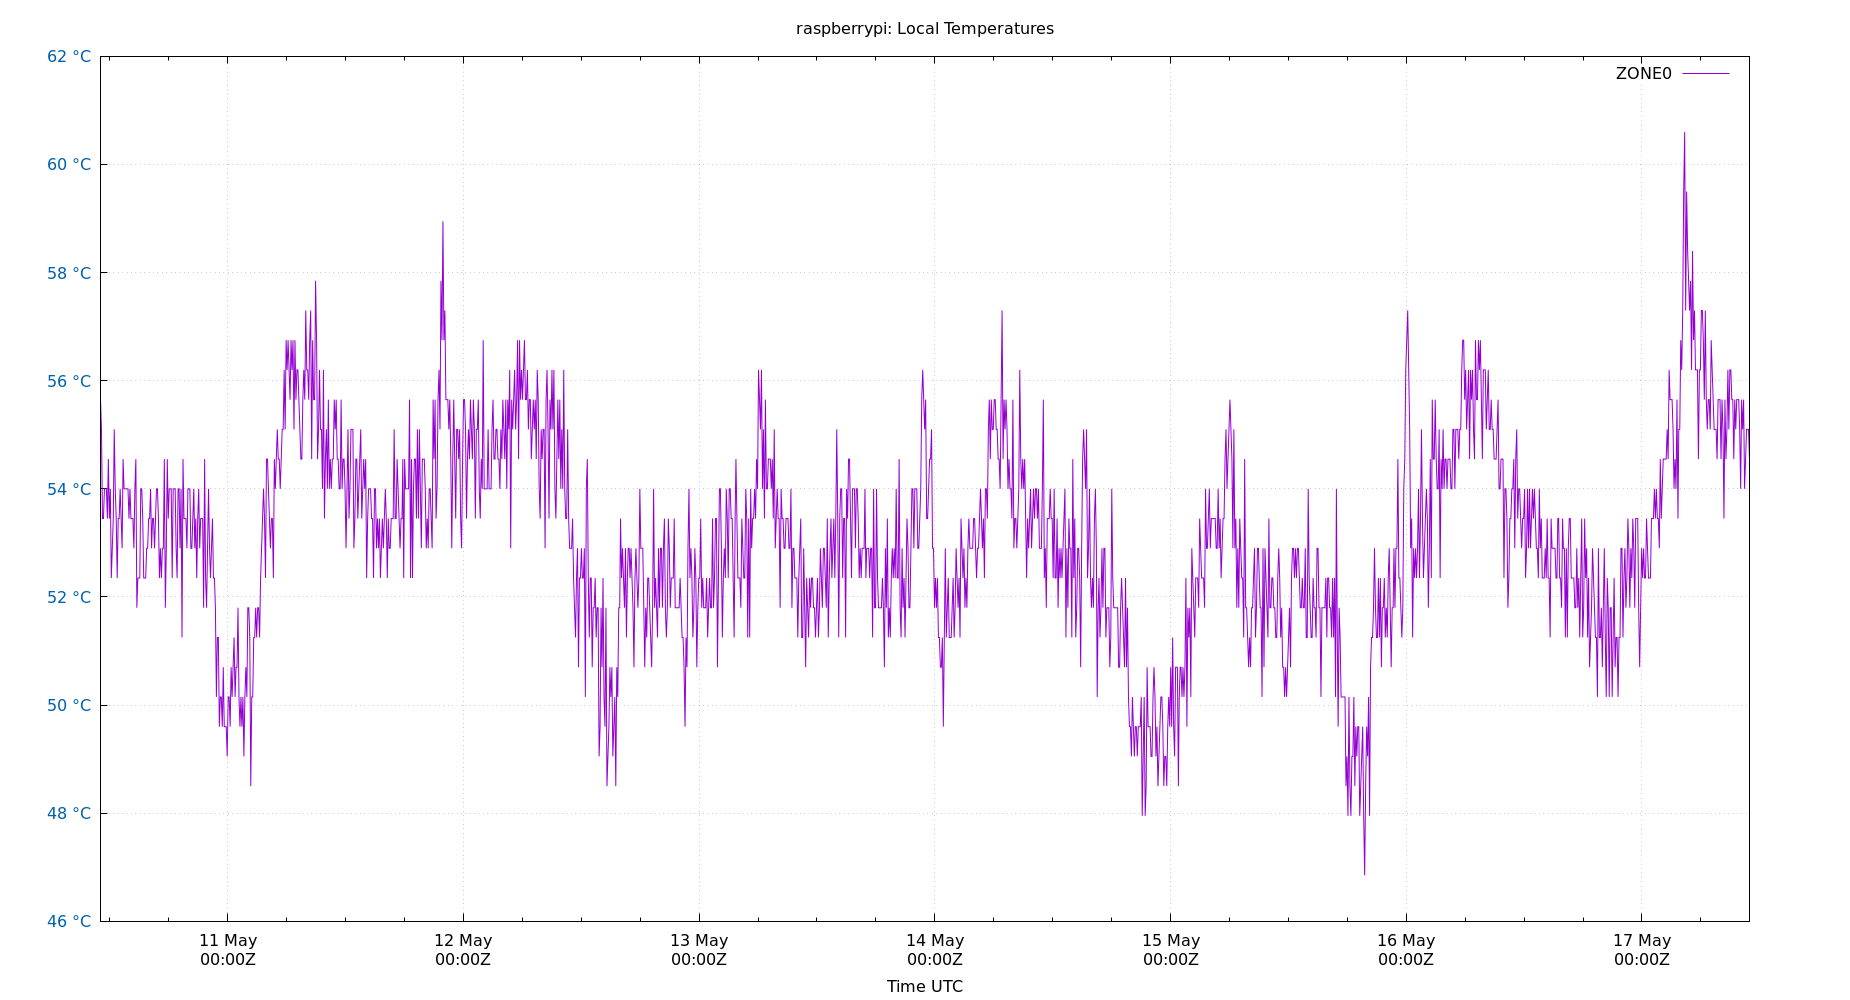 raspberrypi: Local Temperatures
62 °C
ZONE0
60 °C
58 °C
56 °C
54 °C
52 °C
50 °C
48 °C
46 °C
11 May 12 May 13 May 14 May 15 May 16 May 17 May
00:00Z 00:00Z 00:00Z 00:00Z 00:00Z 00:00Z 00:00Z
Time UTC